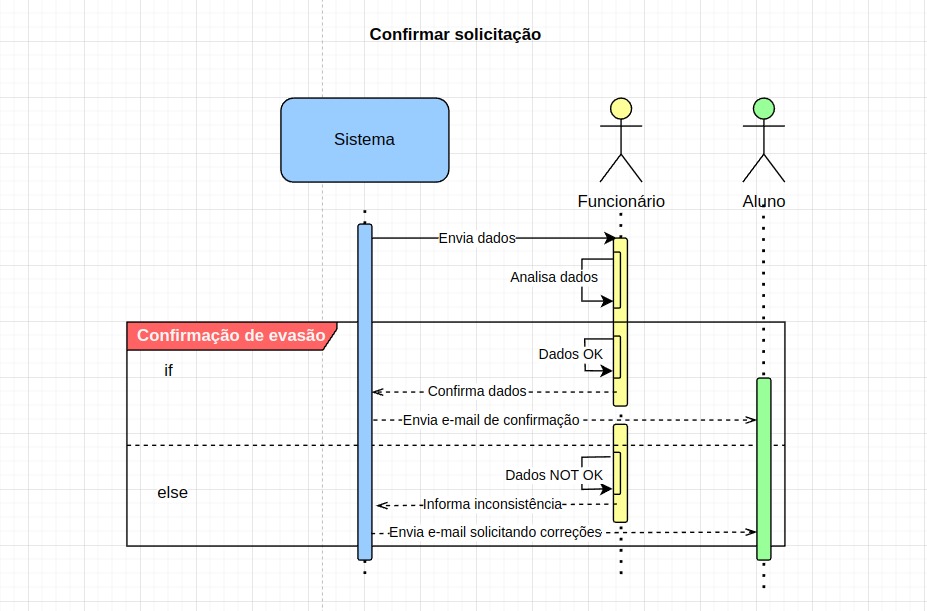 Confirmar solicitação
Sistema
Funcionário
Aluno
Envia dados
Analisa dados
Confirmação de evasão
if
Dados OK
Confirma dados
Envia e-mail de confirmação
Dados NOT OK
else
Informa inconsistência
Envia e-mail solicitando correções